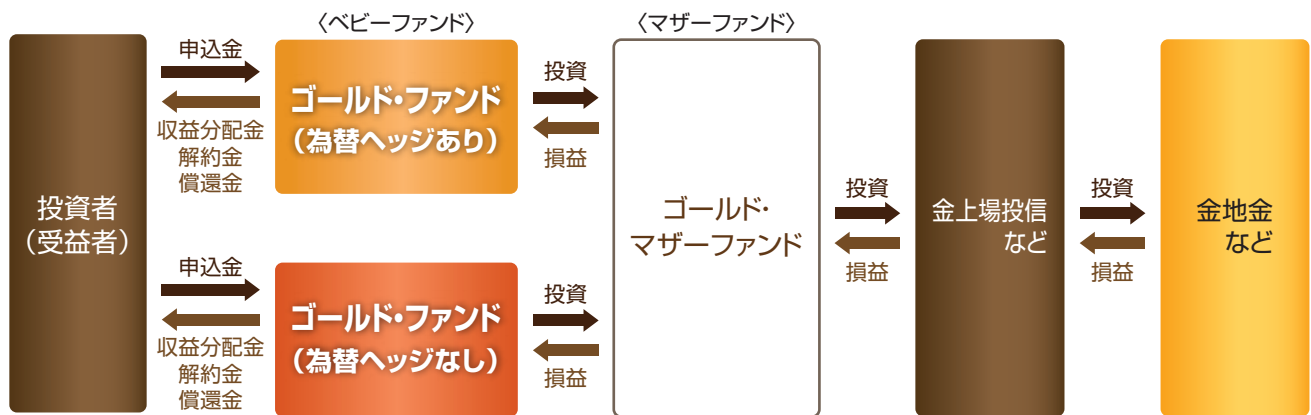 〈ベビーファンド〉
〈マザーファンド〉
投資者
（受益者）
申込金
収益分配金
解約金
償還金
ゴールド・ファンド
（為替ヘッジあり）
投資
損益
申込金
収益分配金
解約金
償還金
ゴールド・ファンド
（為替ヘッジなし）
投資
損益
ゴールド・
マザーファンド
投資
損益
金上場投信
など
投資
損益
金地金
など